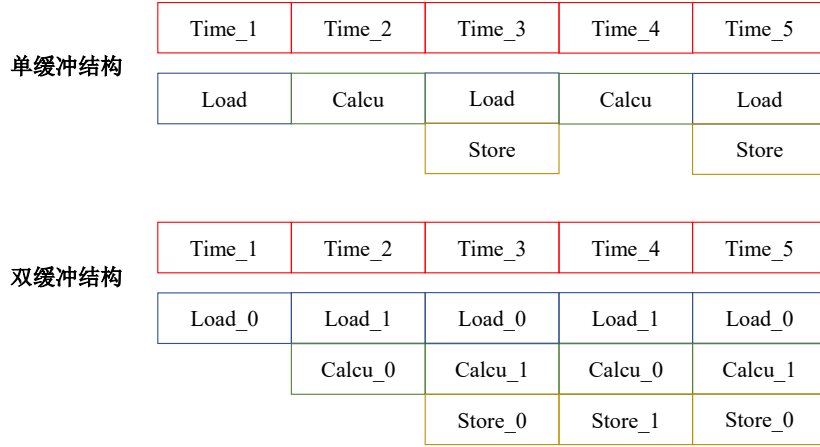 单缓冲结构
Time_1 Time_2 Time_3 Time_4 Time_5
Load Calcu Load Calcu Load
Store Store
双缓冲结构
Time_1 Time_2 Time_3 Time_4 Time_5
Load_0 Load_1 Load_0 Load_1 Load_0
Calcu_0 Calcu_1 Calcu_0 Calcu_1
Store_0 Store_1 Store_0